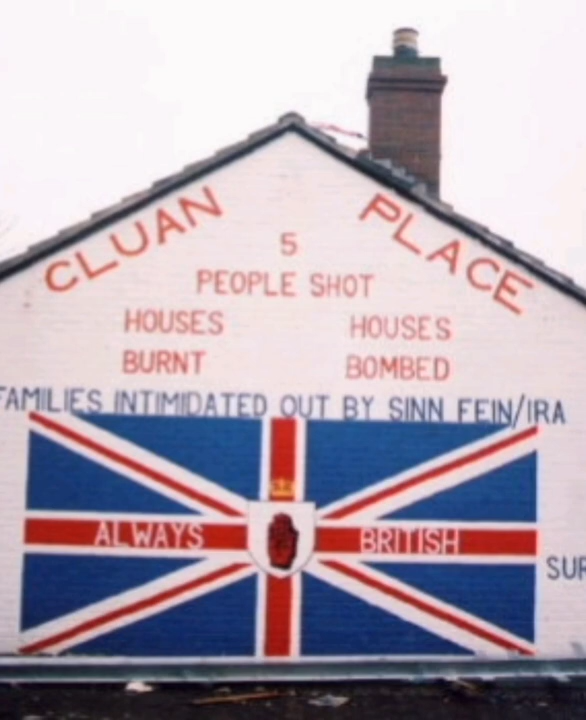 CLUAN PLACE
5
PEOPLE SHOT
HOUSES HOUSES
BURNT BOMBED
FAMILIES INTIMIDATED OUT BY SINN FEIN/IRA
ALWAYS BRITISH
SUR